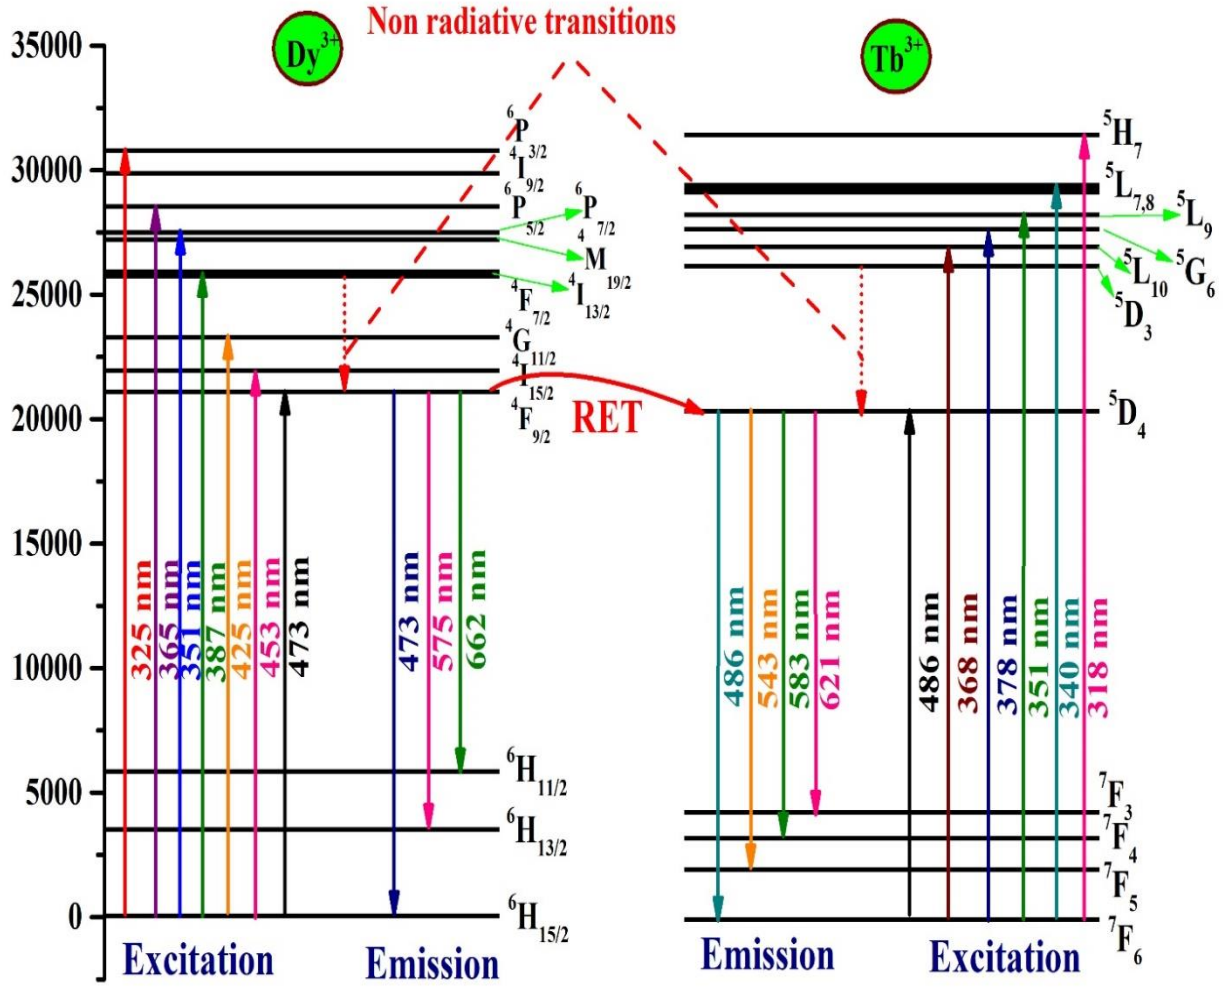 Non radiative transitions
Dy³⁺
Tb³⁺
35000
30000
25000
20000
15000
10000
5000
0
⁶P₃/₂
⁴I₉/₂
⁶P₅/₂
⁶P₇/₂
⁴M₁₉/₂
⁴I₁₃/₂
⁴F₇/₂
⁴G₁₁/₂
⁴I₁₅/₂
⁴F₉/₂
RET
325 nm
365 nm
351 nm
387 nm
425 nm
453 nm
473 nm
473 nm
575 nm
662 nm
⁶H₁₁/₂
⁶H₁₃/₂
⁶H₁₅/₂
Excitation
Emission
⁵H₇
⁵L₇,₈
⁵L₉
⁵G₆
⁵L₁₀
⁵D₃
⁵D₄
486 nm
543 nm
583 nm
621 nm
486 nm
368 nm
378 nm
351 nm
340 nm
318 nm
⁷F₃
⁷F₄
⁷F₅
⁷F₆
Emission
Excitation